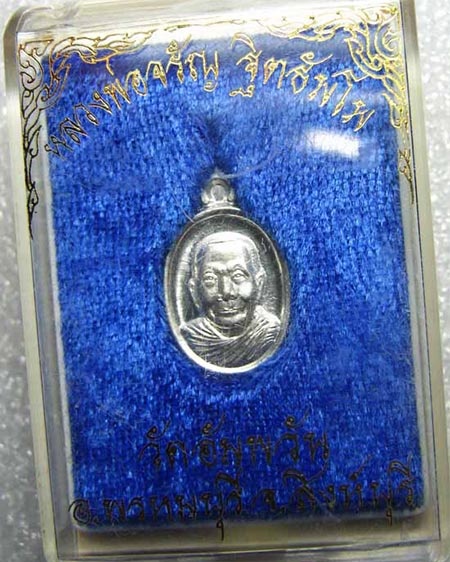 หลวงพ่อจรัญ ฐิตธัมโม
วัดอัมพวัน
อ.พรหมบุรี จ.สิงห์บุรี